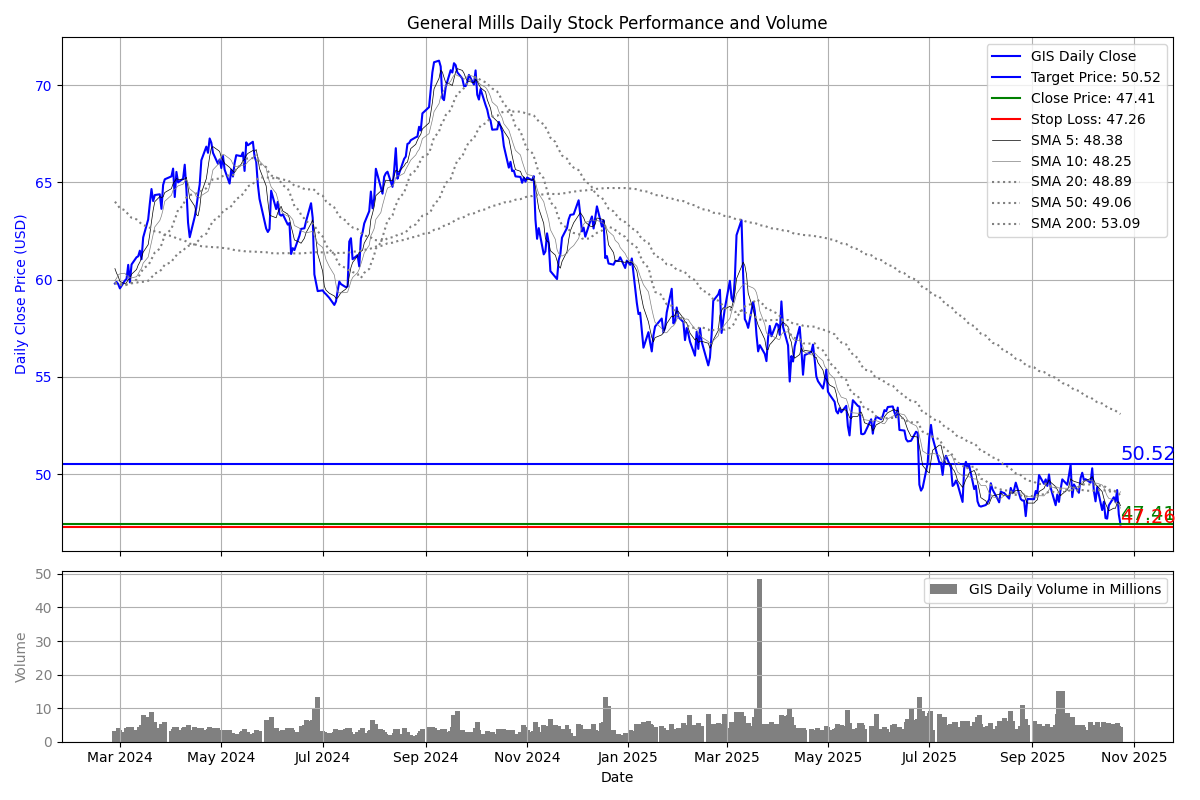 General Mills Daily Stock Performance and Volume
Daily Close Price (USD)
70
65
60
55
50
GIS Daily Close
Target Price: 50.52
Close Price: 47.41
Stop Loss: 47.26
SMA 5: 48.38
SMA 10: 48.25
SMA 20: 48.89
SMA 50: 49.06
SMA 200: 53.09
50.52
47.41
47.26
Volume
50
40
30
20
10
0
GIS Daily Volume in Millions
Mar 2024 May 2024 Jul 2024 Sep 2024 Nov 2024 Jan 2025 Mar 2025 May 2025 Jul 2025 Sep 2025 Nov 2025
Date